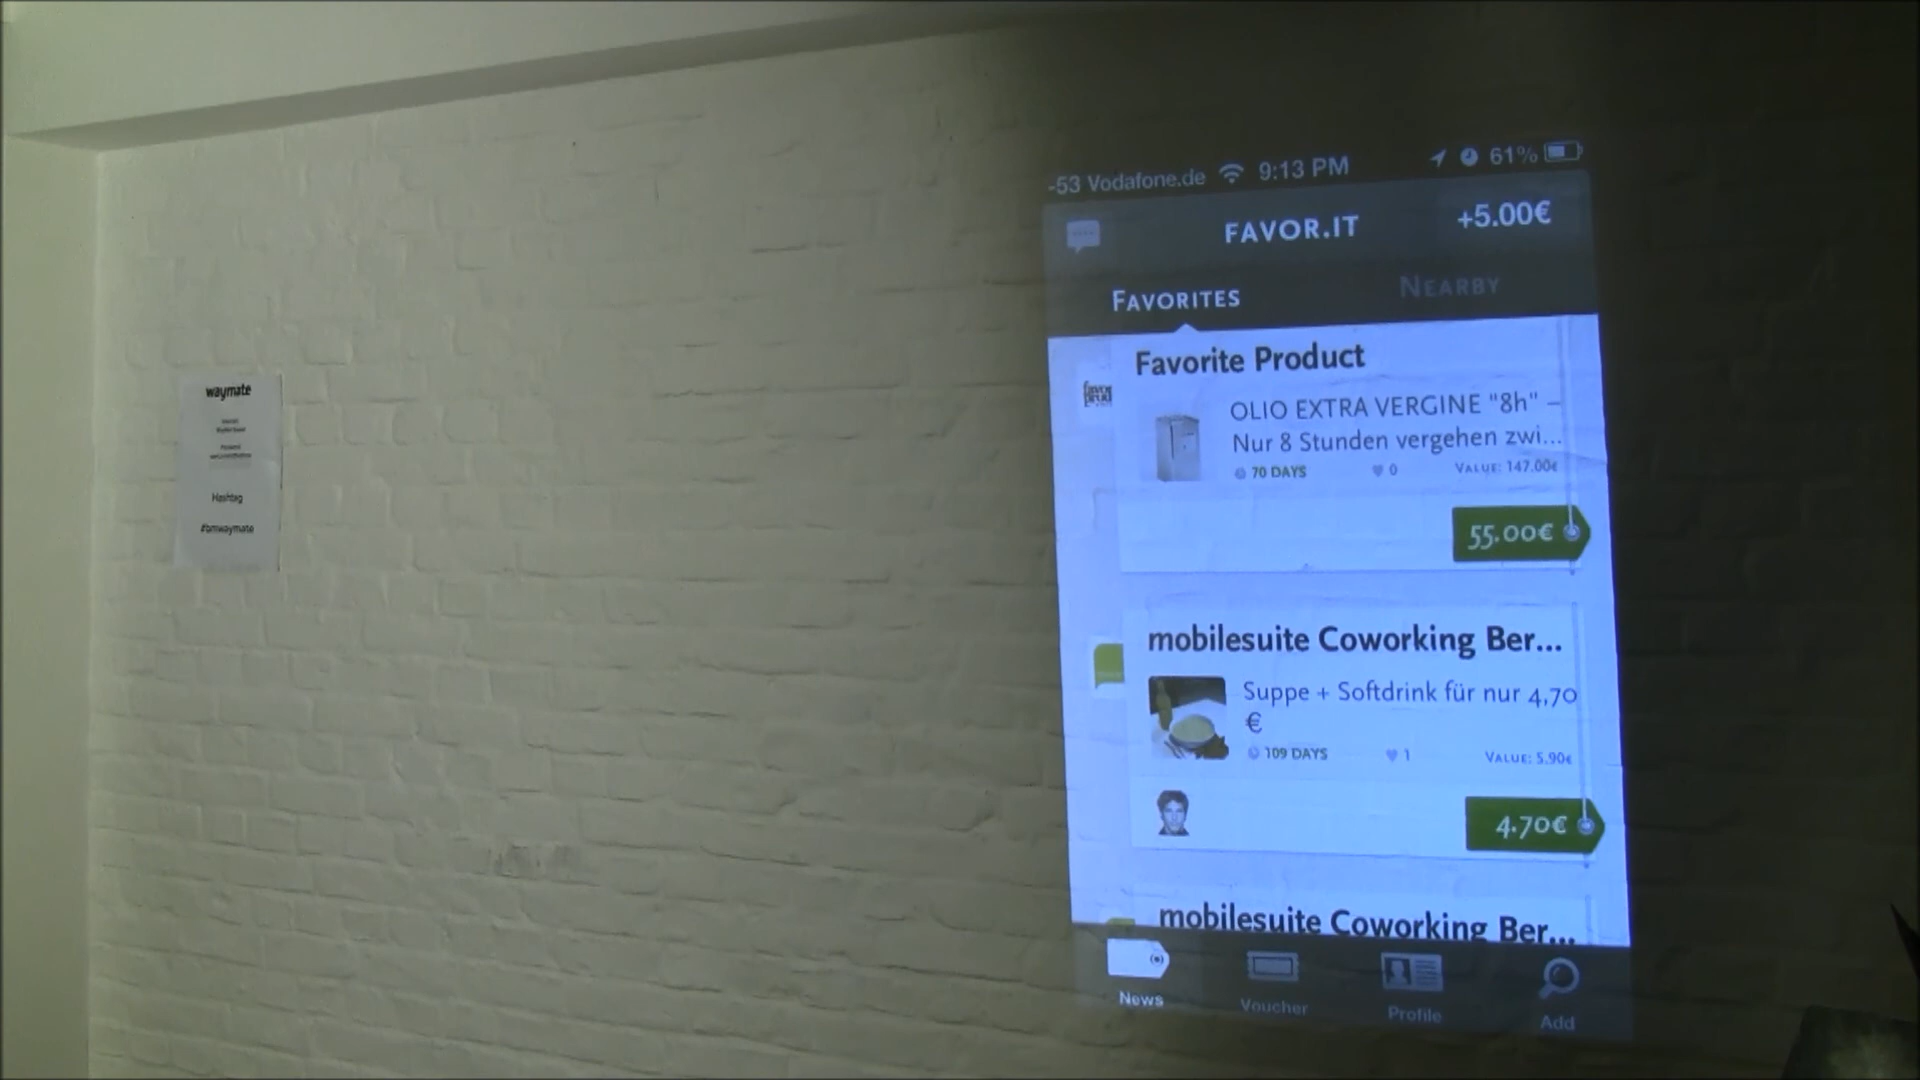 waymate
Hashtag
#bmwaymate
-53 Vodafone.de 9:13 PM 61%
FAVOR.IT
+5.00€
FAVORITES
NEARBY
Favorite Product
OLIO EXTRA VERGINE "8h" –
Nur 8 Stunden vergehen zwi...
70 DAYS 0 VALUE: 147.00€
55.00€
mobilesuite Coworking Ber...
Suppe + Softdrink für nur 4,70
€
109 DAYS 1 VALUE: 5.90€
4.70€
mobilesuite Coworking Ber...
News
Voucher
Profile
Add